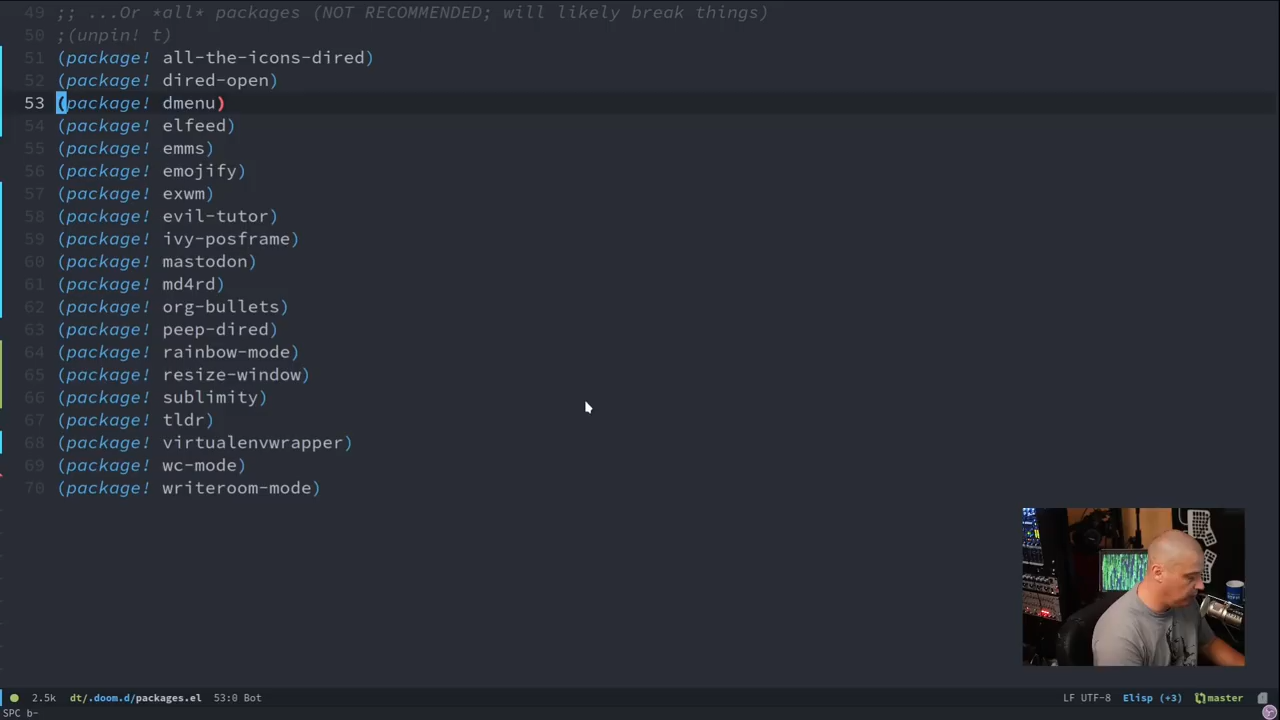 49 ;; ...Or *all* packages (NOT RECOMMENDED; will likely break things)
50 ;(unpin! t)
51 (package! all-the-icons-dired)
52 (package! dired-open)
53 (package! dmenu)
54 (package! elfeed)
55 (package! emms)
56 (package! emojify)
57 (package! exwm)
58 (package! evil-tutor)
59 (package! ivy-posframe)
60 (package! mastodon)
61 (package! md4rd)
62 (package! org-bullets)
63 (package! peep-dired)
64 (package! rainbow-mode)
65 (package! resize-window)
66 (package! sublimity)
67 (package! tldr)
68 (package! virtualenvwrapper)
69 (package! wc-mode)
70 (package! writeroom-mode)
2.5k dt/.doom.d/packages.el 53:0 Bot LF UTF-8 Elisp (+3) master
SPC b-